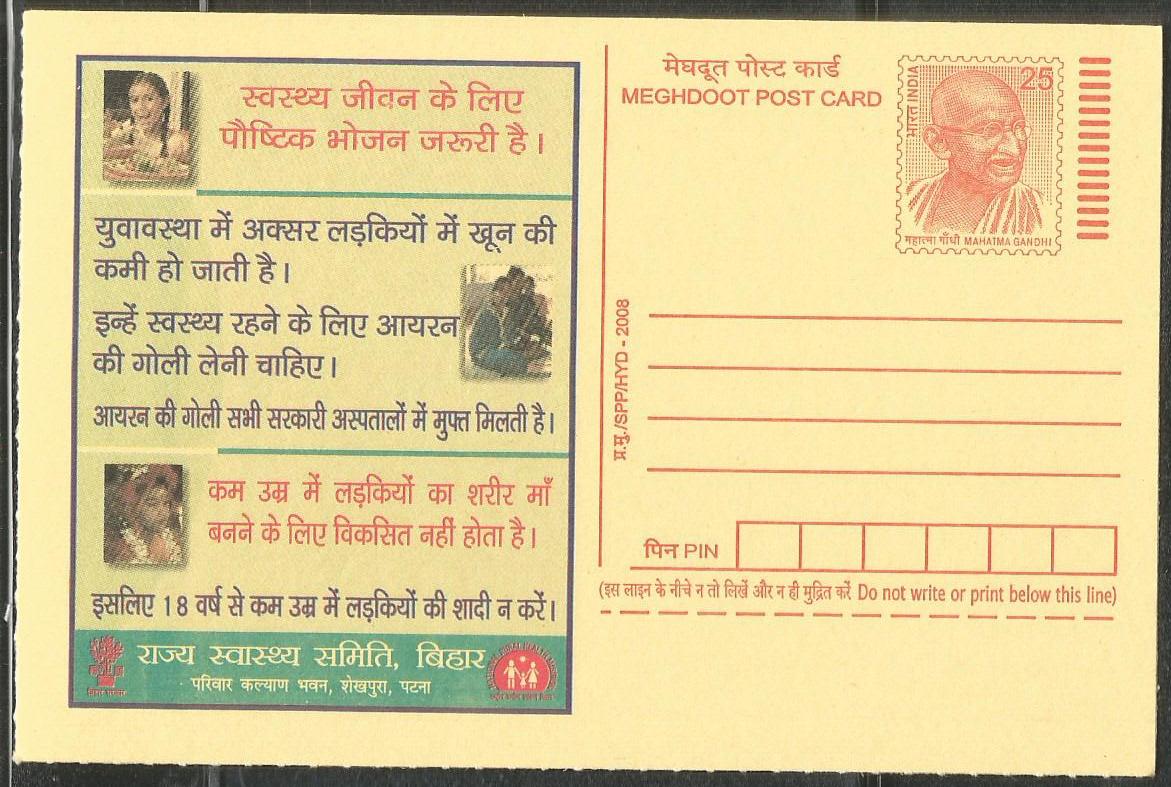 स्वस्थ्य जीवन के लिए
पौष्टिक भोजन जरूरी है।
युवावस्था में अक्सर लड़कियों में खून की
कमी हो जाती है।
इन्हें स्वस्थ्य रहने के लिए आयरन
की गोली लेनी चाहिए।
आयरन की गोली सभी सरकारी अस्पतालों में मुफ्त मिलती है।
कम उम्र में लड़कियों का शरीर माँ
बनने के लिए विकसित नहीं होता है।
इसलिए 18 वर्ष से कम उम्र में लड़कियों की शादी न करें।
राज्य स्वास्थ्य समिति, बिहार
परिवार कल्याण भवन, शेखपुरा, पटना
मेघदूत पोस्ट कार्ड
MEGHDOOT POST CARD
25
भारत INDIA
महात्मा गाँधी MAHATMA GANDHI
प्र.मु./SPP/HYD - 2008
पिन PIN
(इस लाइन के नीचे न तो लिखें और न ही मुद्रित करें Do not write or print below this line)